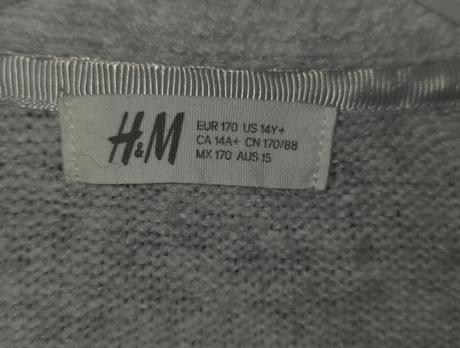 H&M
EUR 170 US 14Y+
CA 14A+ CN 170/88
MX 170 AUS 15